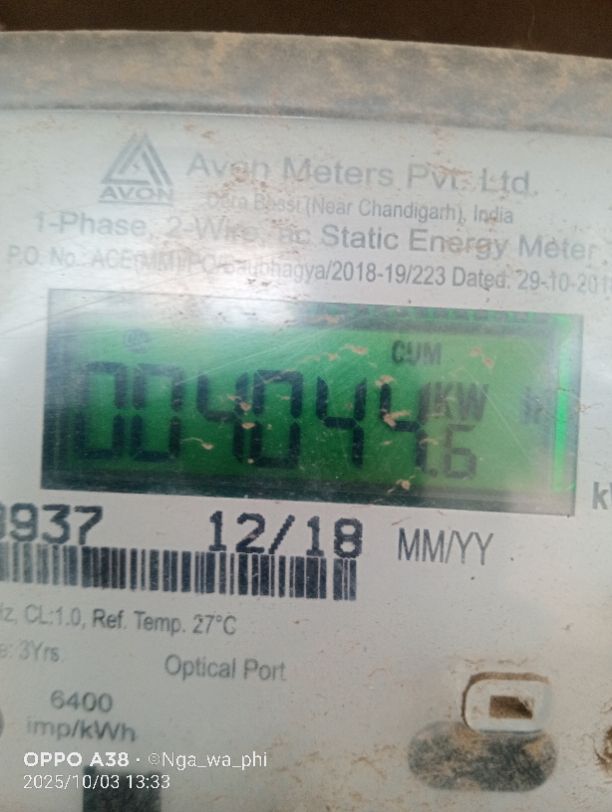 AVON
Avon Meters Pvt. Ltd.
Dera Bassi (Near Chandigarh), India
1-Phase, 2-Wire, ac Static Energy Meter
P.O. No. ACE(MM)/PO/Saubhagya/2018-19/223 Dated. 29-10-201
CUM
004044.6
KW h
937 12/18 MM/YY
Hz, CL:1.0, Ref. Temp. 27°C
3Yrs
Optical Port
6400
imp/kWh
OPPO A38 · ©Nga_wa_phi
2025/10/03 13:33